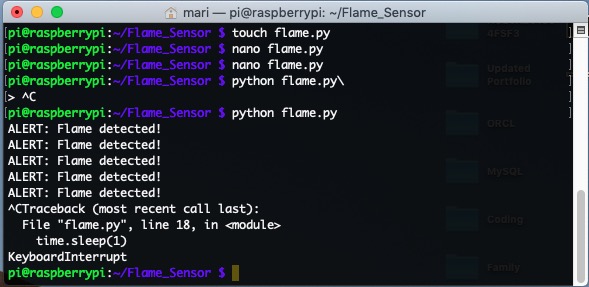 mari — pi@raspberrypi: ~/Flame_Sensor
[pi@raspberrypi:~/Flame_Sensor $ touch flame.py
[pi@raspberrypi:~/Flame_Sensor $ nano flame.py
[pi@raspberrypi:~/Flame_Sensor $ nano flame.py
[pi@raspberrypi:~/Flame_Sensor $ python flame.py\
[> ^C
[pi@raspberrypi:~/Flame_Sensor $ python flame.py
ALERT: Flame detected!
ALERT: Flame detected!
ALERT: Flame detected!
ALERT: Flame detected!
ALERT: Flame detected!
^CTraceback (most recent call last):
  File "flame.py", line 18, in <module>
    time.sleep(1)
KeyboardInterrupt
pi@raspberrypi:~/Flame_Sensor $
4FSF3
Updated
Portfolio
ORCL
MySQL
Coding
Family